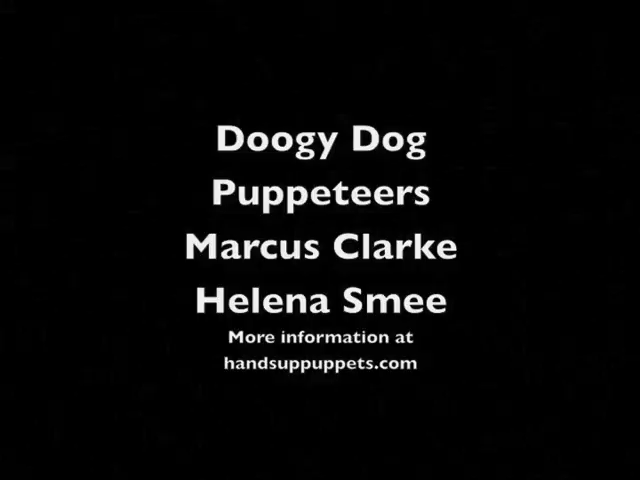 Doogy Dog
Puppeteers
Marcus Clarke
Helena Smee
More information at
handsuppuppets.com